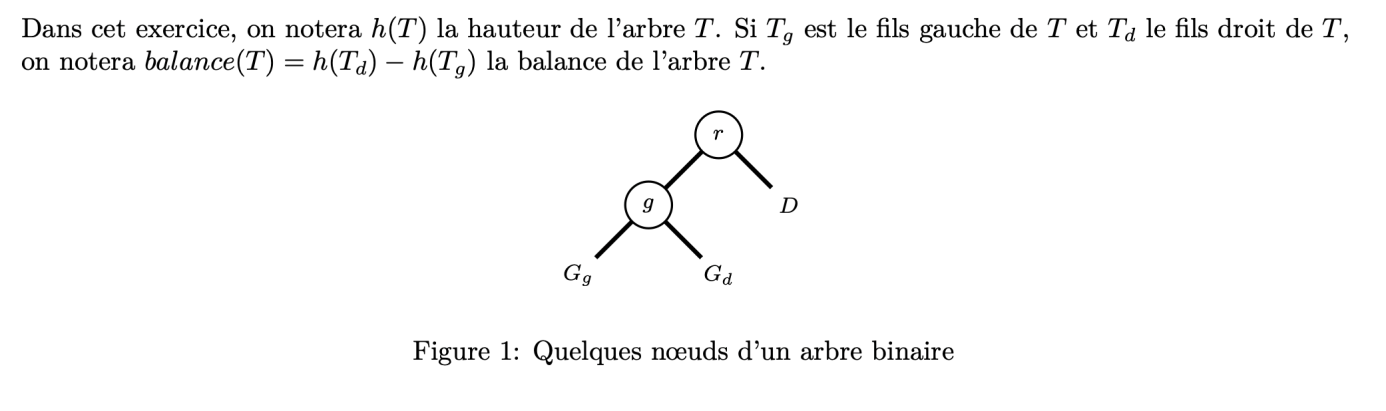 Dans cet exercice, on notera h(T) la hauteur de l'arbre T. Si T_g est le fils gauche de T et T_d le fils droit de T,
on notera balance(T) = h(T_d) − h(T_g) la balance de l'arbre T.
r
g
D
G_g
G_d
Figure 1: Quelques nœuds d'un arbre binaire